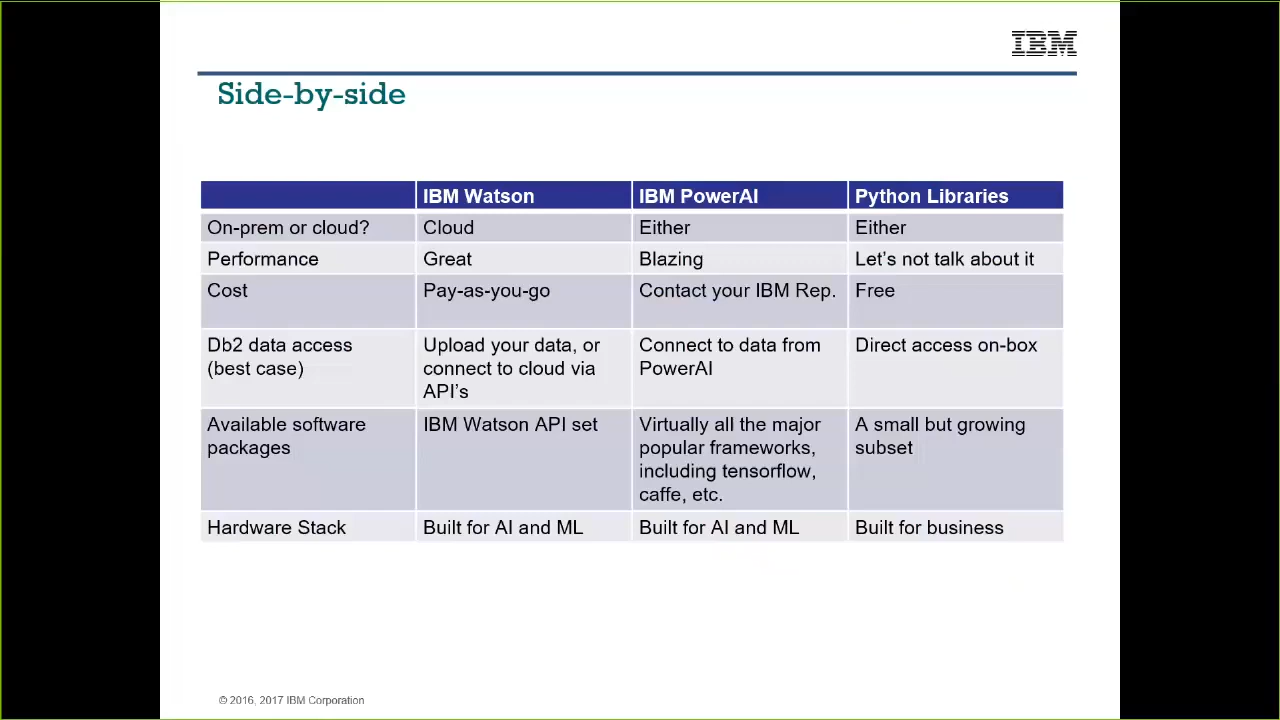 IBM
Side-by-side
IBM Watson IBM PowerAI Python Libraries
On-prem or cloud? Cloud Either Either
Performance Great Blazing Let's not talk about it
Cost Pay-as-you-go Contact your IBM Rep. Free
Db2 data access
(best case)
Upload your data, or
connect to cloud via
API's
Connect to data from
PowerAI
Direct access on-box
Available software
packages
IBM Watson API set
Virtually all the major
popular frameworks,
including tensorflow,
caffe, etc.
A small but growing
subset
Hardware Stack Built for AI and ML Built for AI and ML Built for business
© 2016, 2017 IBM Corporation